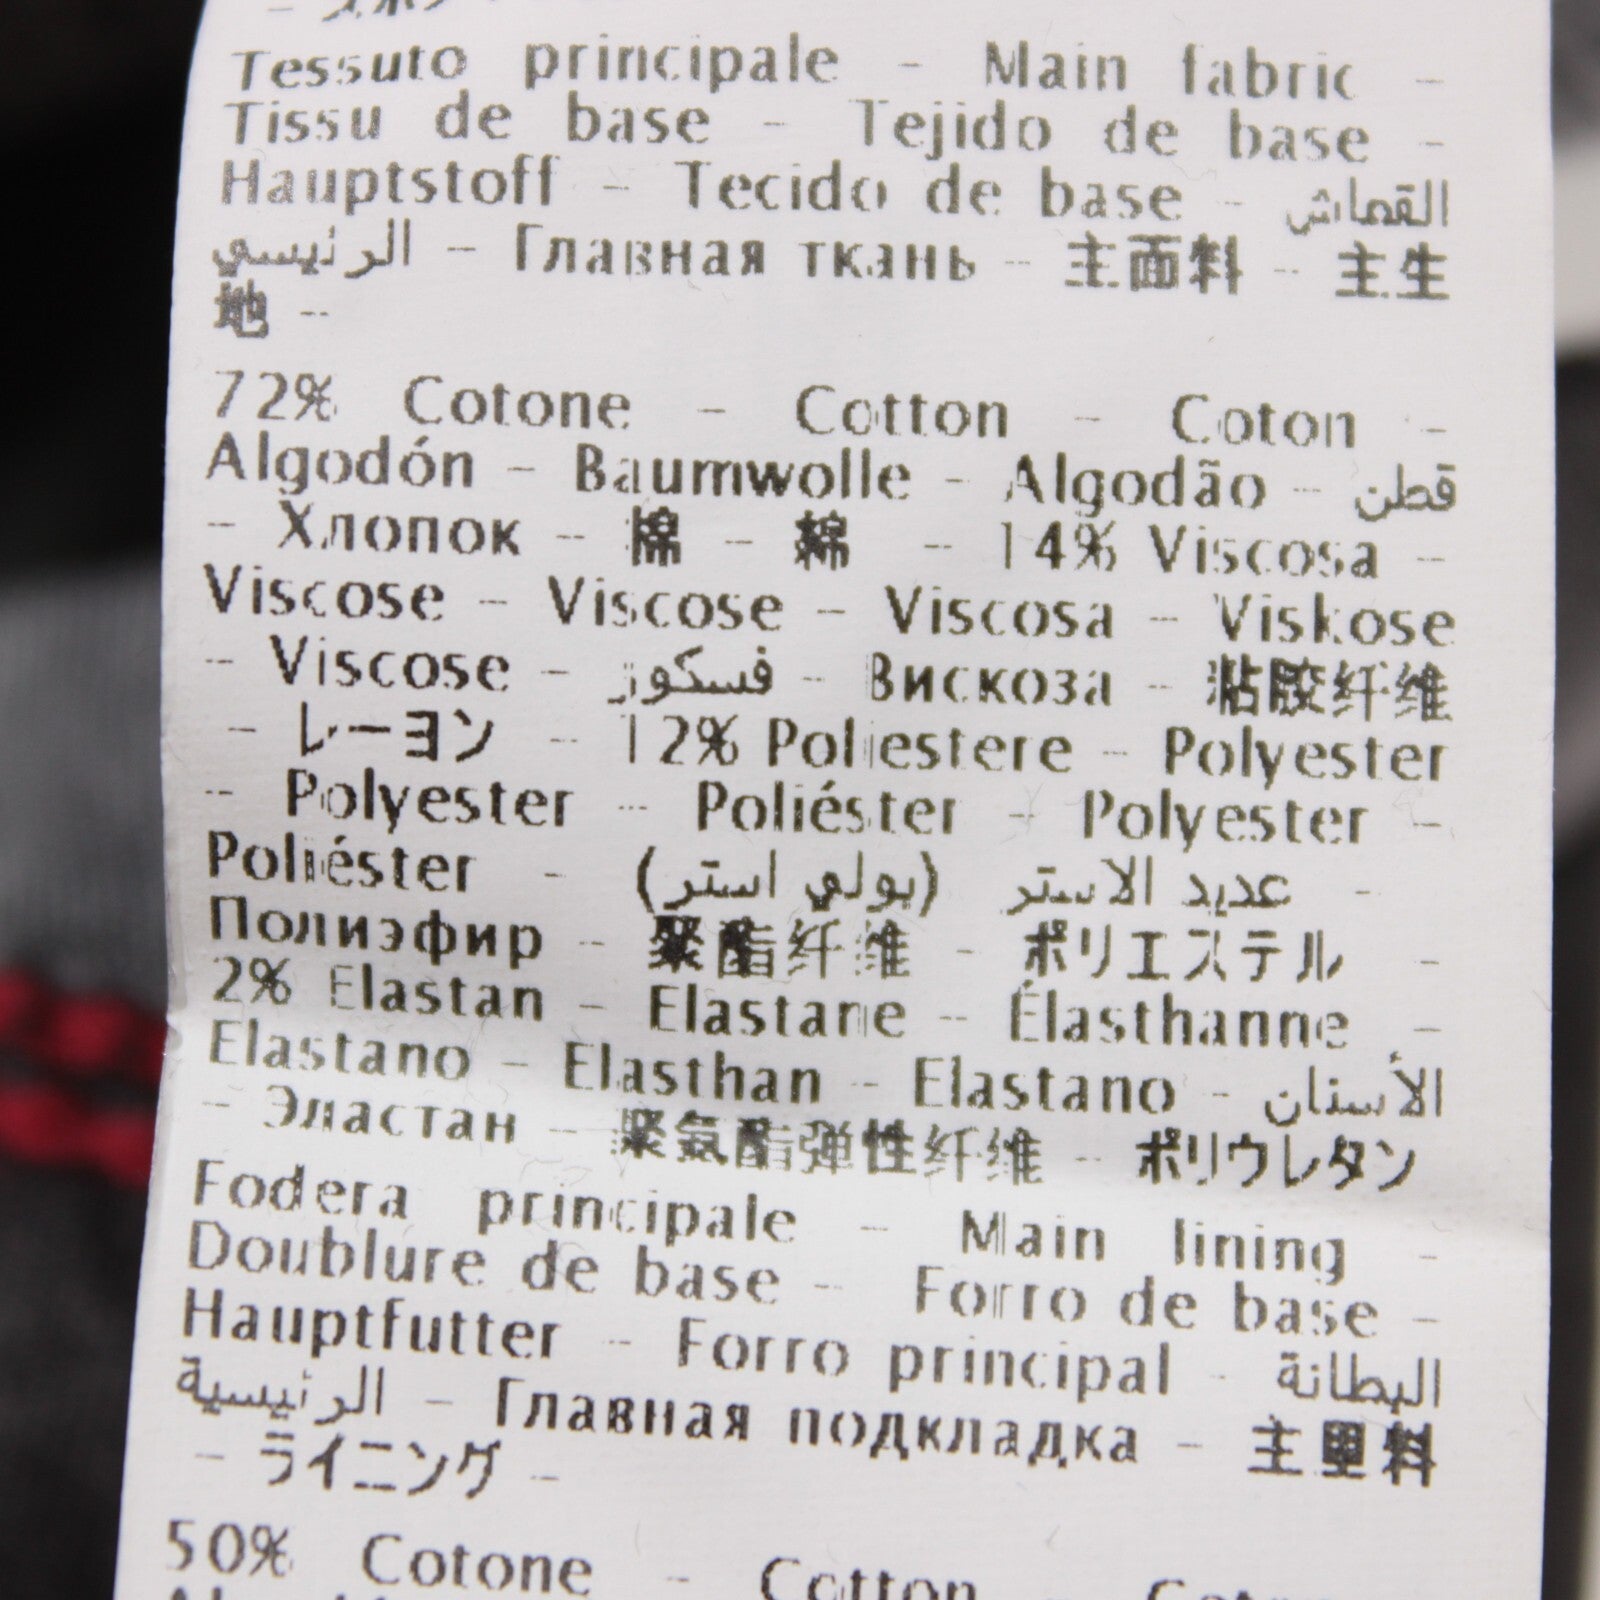 Tessuto principale - Main fabric -
Tissu de base - Tejido de base -
Hauptstoff - Tecido de base - القماش
الرئيسي - Главная ткань - 主面料 - 主生
地 -
72% Cotone - Cotton - Coton -
Algodón - Baumwolle - Algodão - قطن
- Хлопок - 棉 - 綿 - 14% Viscosa -
Viscose - Viscose - Viscosa - Viskose
- Viscose - فسكوز - Вискоза - 粘胶纤维
- レーヨン - 12% Poliestere - Polyester
- Polyester - Poliéster - Polyester -
Poliéster - عديد الاستر (بولي استر) -
Полиэфир - 聚酯纤维 - ポリエステル -
2% Elastan - Elastane - Élasthanne -
Elastano - Elasthan - Elastano - الأستان
- Эластан - 聚氨酯弹性纤维 - ポリウレタン
Fodera principale - Main lining -
Doublure de base - Forro de base -
Hauptfutter - Forro principal - البطانة
الرئيسية - Главная подкладка - 主里料
- ライニング -
50% Cotone - Cotton - Coton